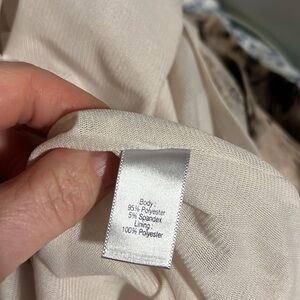 Body :
95% Polyester
5% Spandex
Lining :
100% Polyester